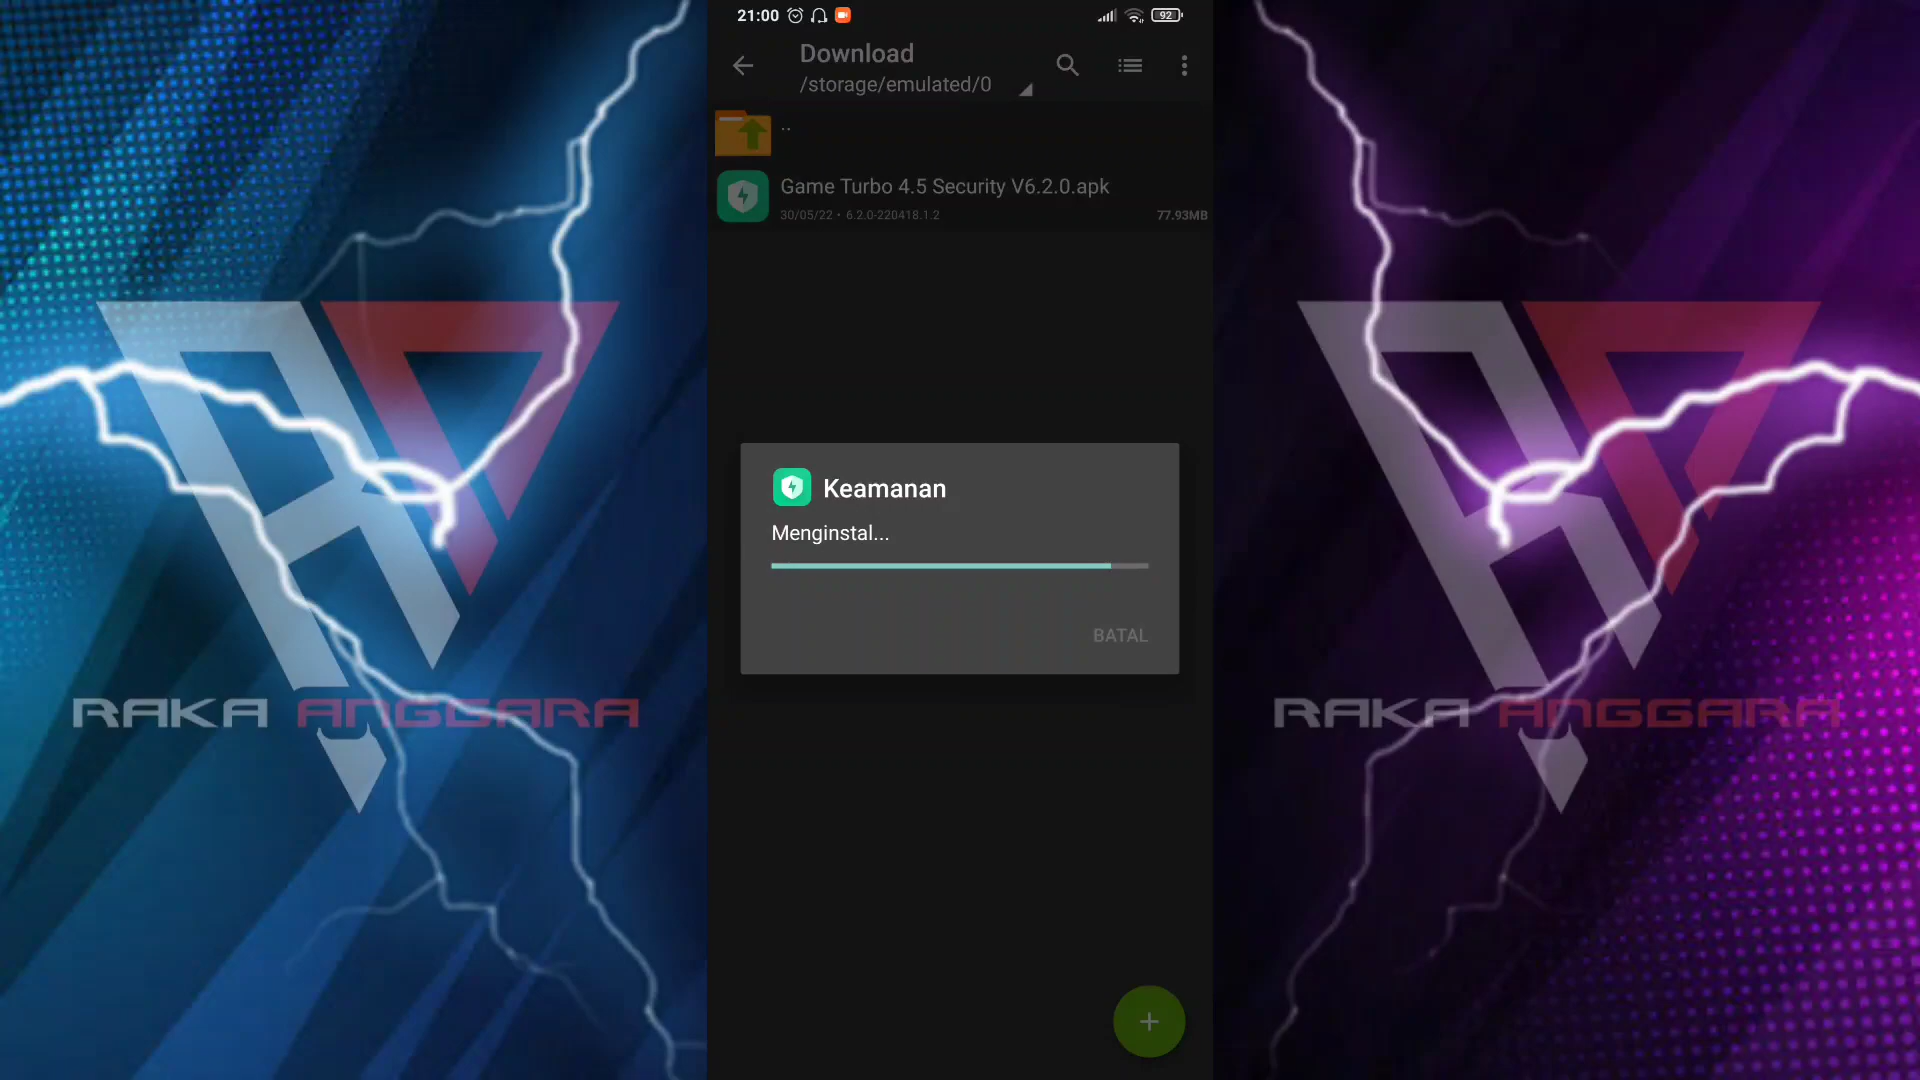 21:00
92
Download
/storage/emulated/0
..
Game Turbo 4.5 Security V6.2.0.apk
30/05/22 • 6.2.0-220418.1.2
77.93MB
Keamanan
Menginstal...
BATAL
RAKA ANGGARA
RAKA ANGGARA